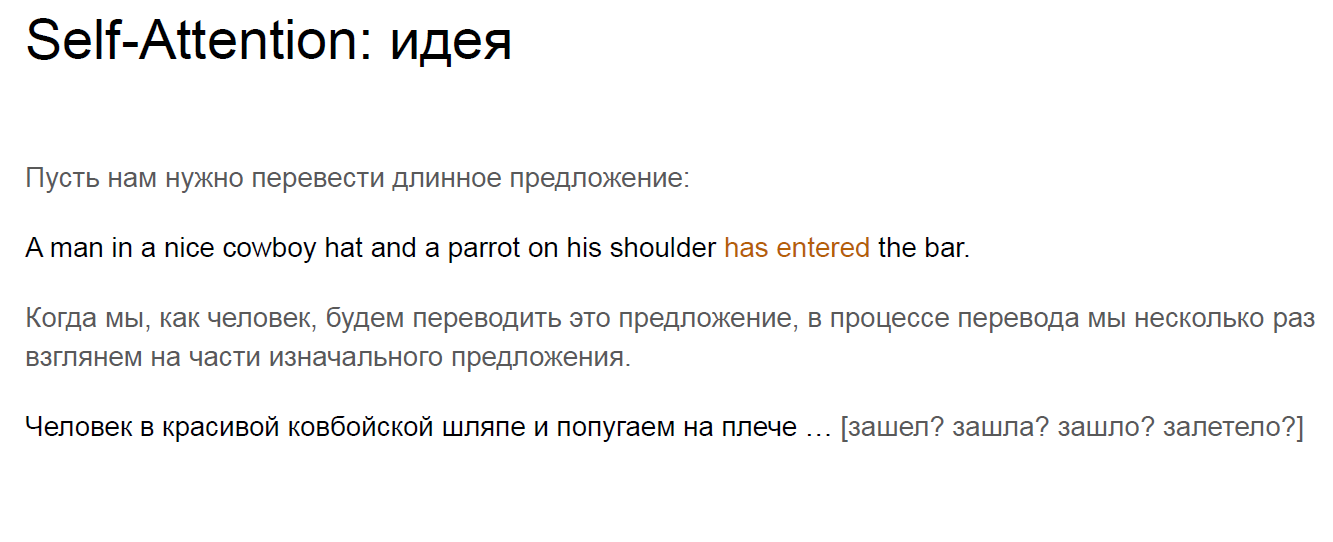 Self-Attention: идея
Пусть нам нужно перевести длинное предложение:
A man in a nice cowboy hat and a parrot on his shoulder has entered the bar.
Когда мы, как человек, будем переводить это предложение, в процессе перевода мы несколько раз
взглянем на части изначального предложения.
Человек в красивой ковбойской шляпе и попугаем на плече … [зашел? зашла? зашло? залетело?]